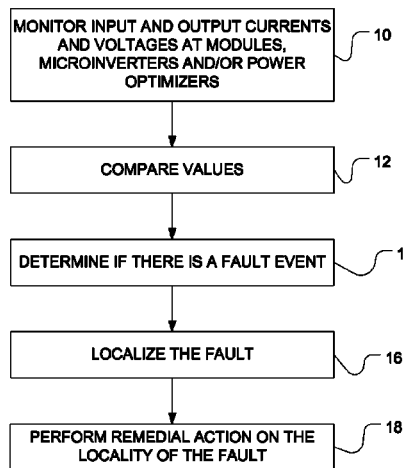 MONITOR INPUT AND OUTPUT CURRENTS
AND VOLTAGES AT MODULES,
MICROINVERTERS AND/OR POWER
OPTIMIZERS
10
COMPARE VALUES
12
DETERMINE IF THERE IS A FAULT EVENT
1
LOCALIZE THE FAULT
16
PERFORM REMEDIAL ACTION ON THE
LOCALITY OF THE FAULT
18